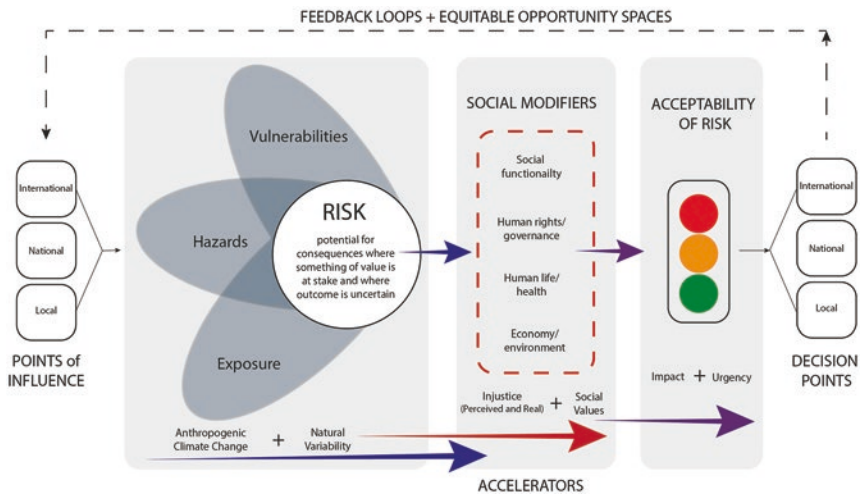 FEEDBACK LOOPS + EQUITABLE OPPORTUNITY SPACES
International
National
Local
POINTS of
INFLUENCE
Vulnerabilities
Hazards
Exposure
RISK
potential for
consequences where
something of value is
at stake and where
outcome is uncertain
Anthropogenic
Climate Change
+
Natural
Variability
SOCIAL MODIFIERS
Social
functionailty
Human rights/
governance
Human life/
health
Economy/
environment
Injustice
(Perceived and Real)
+
Social
Values
ACCELERATORS
ACCEPTABILITY
OF RISK
Impact + Urgency
International
National
Local
DECISION
POINTS